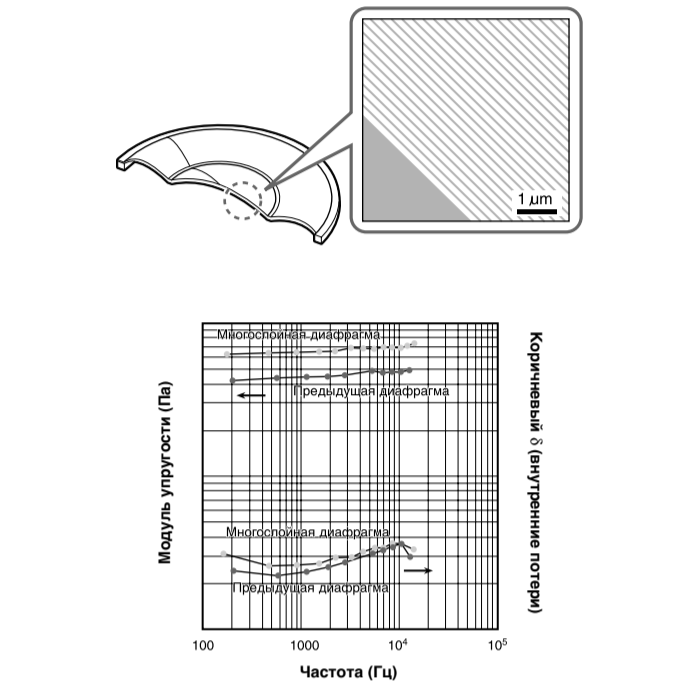 1 µm
Многослойная диафрагма
Предыдущая диафрагма
Модуль упругости (Па)
Коричневый δ (внутренние потери)
Многослойная диафрагма
Предыдущая диафрагма
100 1000 10⁴ 10⁵
Частота (Гц)